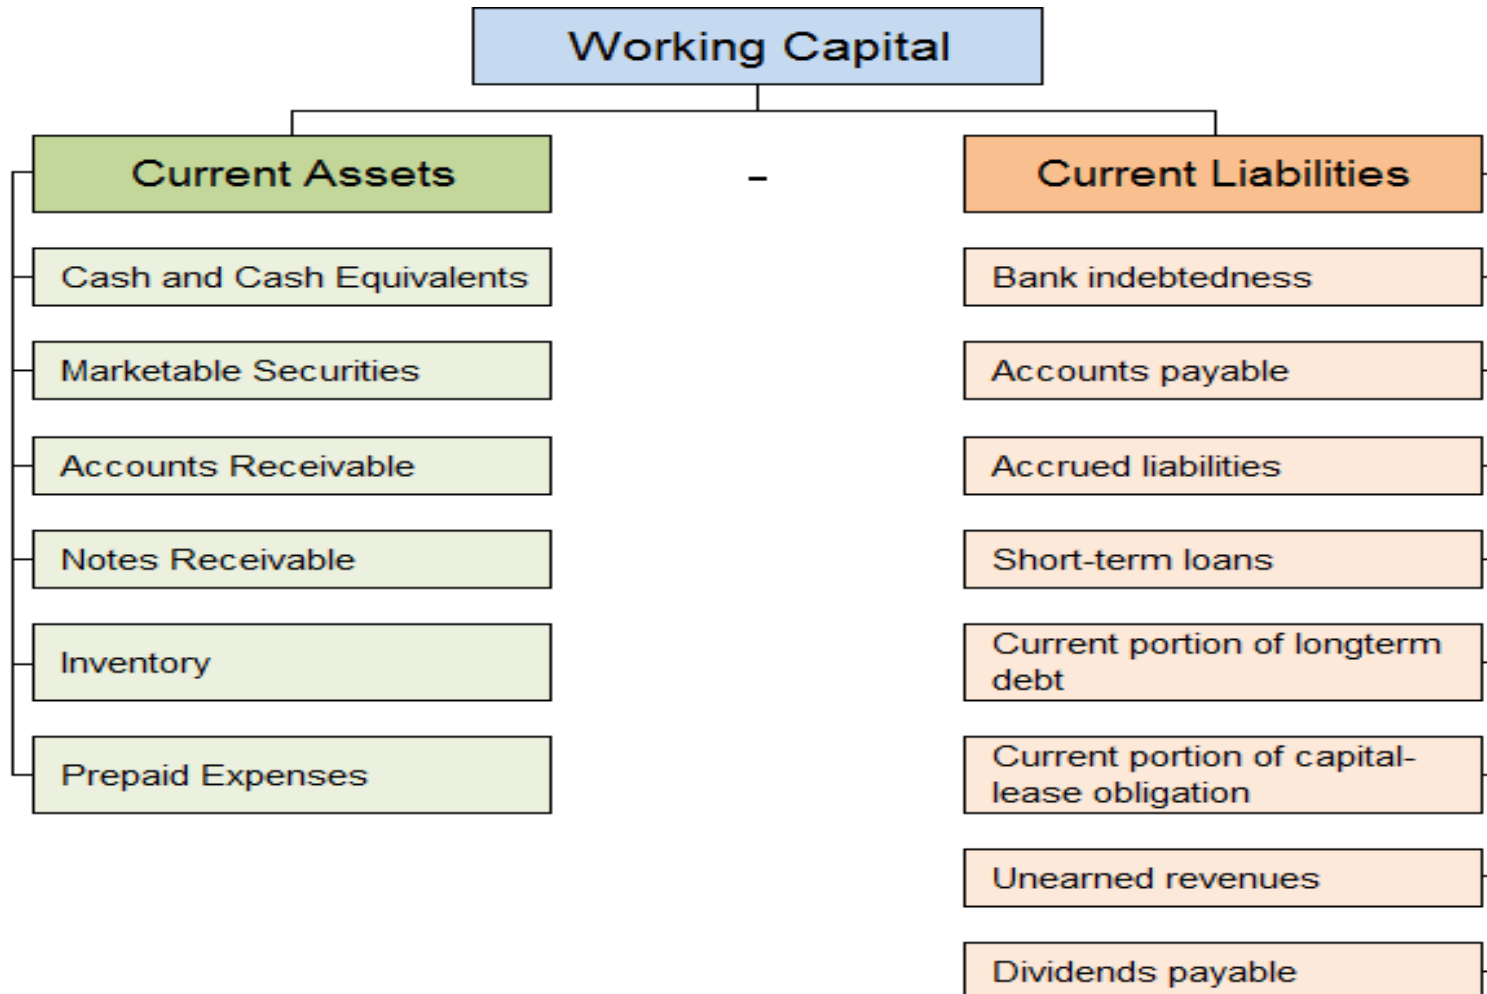 Working Capital
Current Assets
-
Current Liabilities
Cash and Cash Equivalents
Marketable Securities
Accounts Receivable
Notes Receivable
Inventory
Prepaid Expenses
Bank indebtedness
Accounts payable
Accrued liabilities
Short-term loans
Current portion of longterm
debt
Current portion of capital-
lease obligation
Unearned revenues
Dividends payable